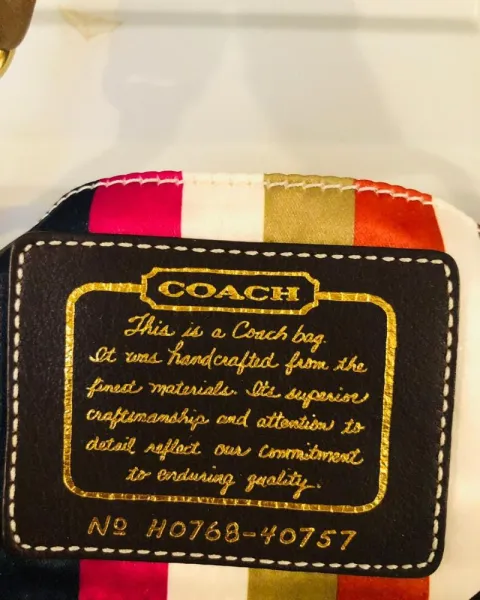 COACH
This is a Coach bag.
It was handcrafted from the
finest materials. Its superior
craftsmanship and attention to
detail reflect our commitment
to enduring quality.
Nº H0768-40757